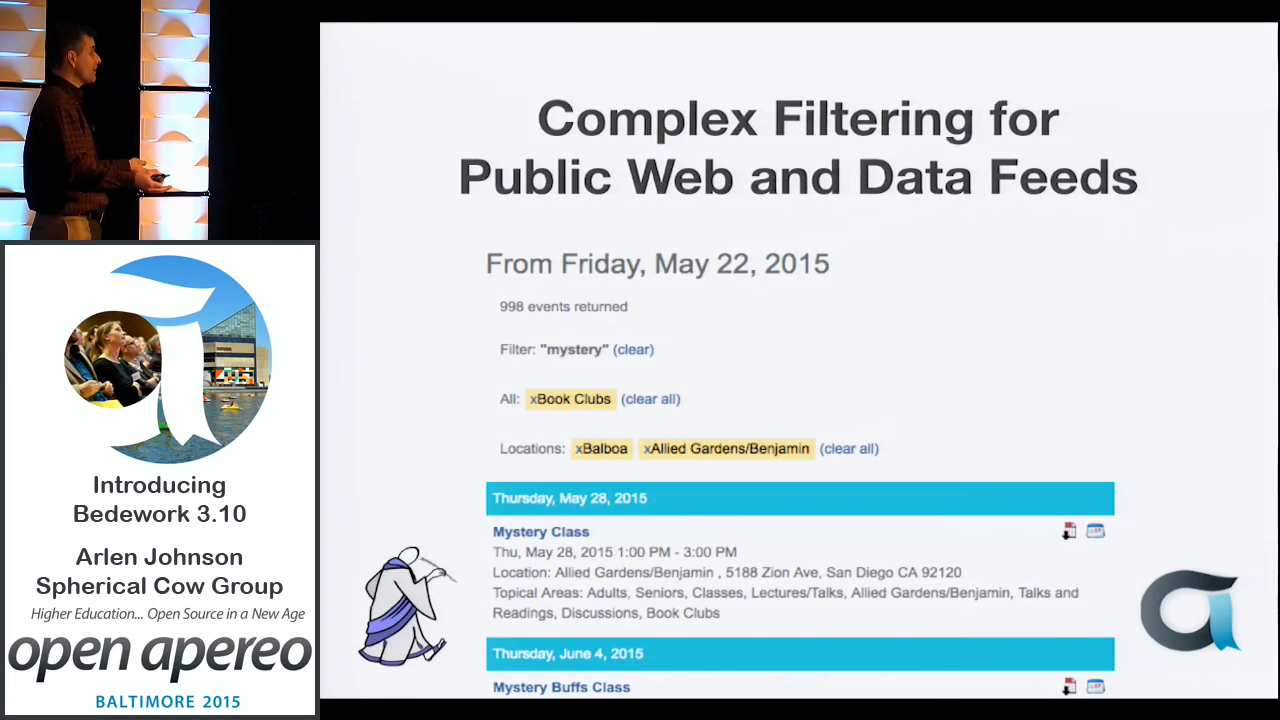 Complex Filtering for
Public Web and Data Feeds
From Friday, May 22, 2015
998 events returned
Filter: "mystery" (clear)
All: xBook Clubs (clear all)
Locations: xBalboa xAllied Gardens/Benjamin (clear all)
Thursday, May 28, 2015
Mystery Class
Thu, May 28, 2015 1:00 PM - 3:00 PM
Location: Allied Gardens/Benjamin , 5188 Zion Ave, San Diego CA 92120
Topical Areas: Adults, Seniors, Classes, Lectures/Talks, Allied Gardens/Benjamin, Talks and
Readings, Discussions, Book Clubs
Thursday, June 4, 2015
Mystery Buffs Class
Introducing
Bedework 3.10
Arlen Johnson
Spherical Cow Group
Higher Education... Open Source in a New Age
open apereo
BALTIMORE 2015